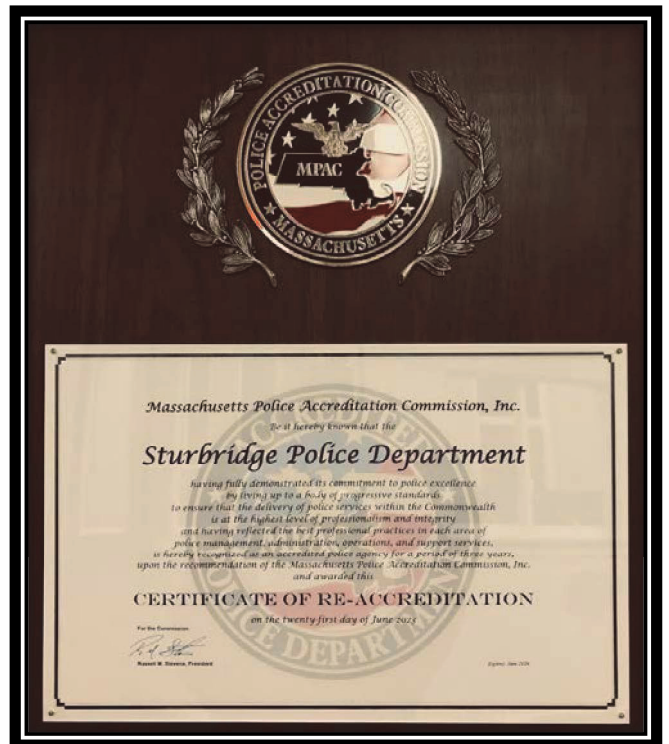 POLICE ACCREDITATION COMMISSION
MPAC
MASSACHUSETTS
Massachusetts Police Accreditation Commission, Inc.
Be it hereby known that the
Sturbridge Police Department
having fully demonstrated its commitment to police excellence
by living up to a body of progressive standards
to ensure that the delivery of police services within the Commonwealth
is at the highest level of professionalism and integrity
and having reflected the best professional practices in each area of
police management, administration, operations, and support services,
is hereby recognized as an accredited police agency for a period of three years,
upon the recommendation of the Massachusetts Police Accreditation Commission, Inc.
and awarded this
CERTIFICATE OF RE-ACCREDITATION
on the twenty-first day of June 2023
For the Commission
Russell M. Stevens, President
Expires: June 2026
ACCREDITED
POLICE DEPARTMENT